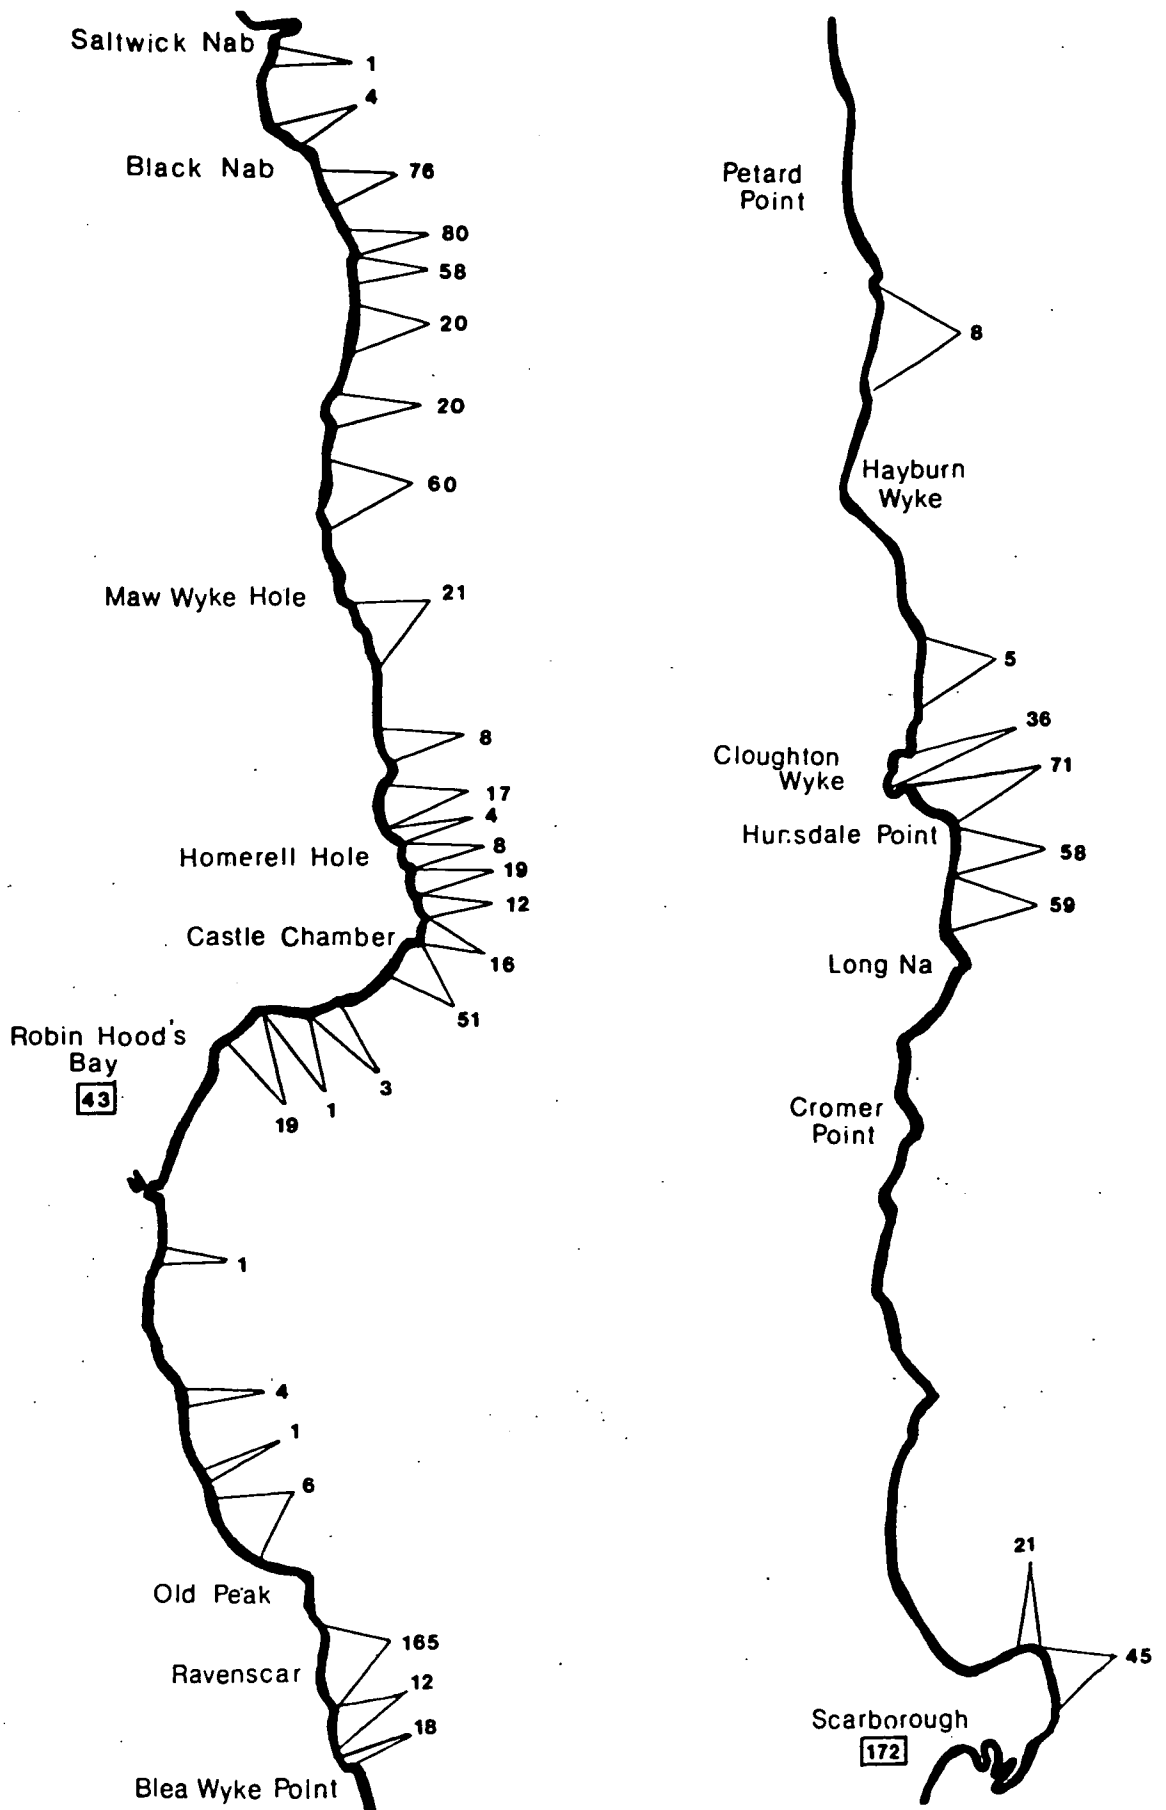 Saltwick Nab
1
4
Black Nab
76
80
58
20
20
60
Maw Wyke Hole
21
8
17
4
Homerell Hole
8
19
12
Castle Chamber
16
51
Robin Hood's
Bay
43
3
1
19
1
4
1
6
Old Peak
165
Ravenscar
12
18
Blea Wyke Point
Petard
Point
8
Hayburn
Wyke
5
36
Cloughton
Wyke
71
Hunsdale Point
58
59
Long Na
Cromer
Point
21
45
Scarborough
172